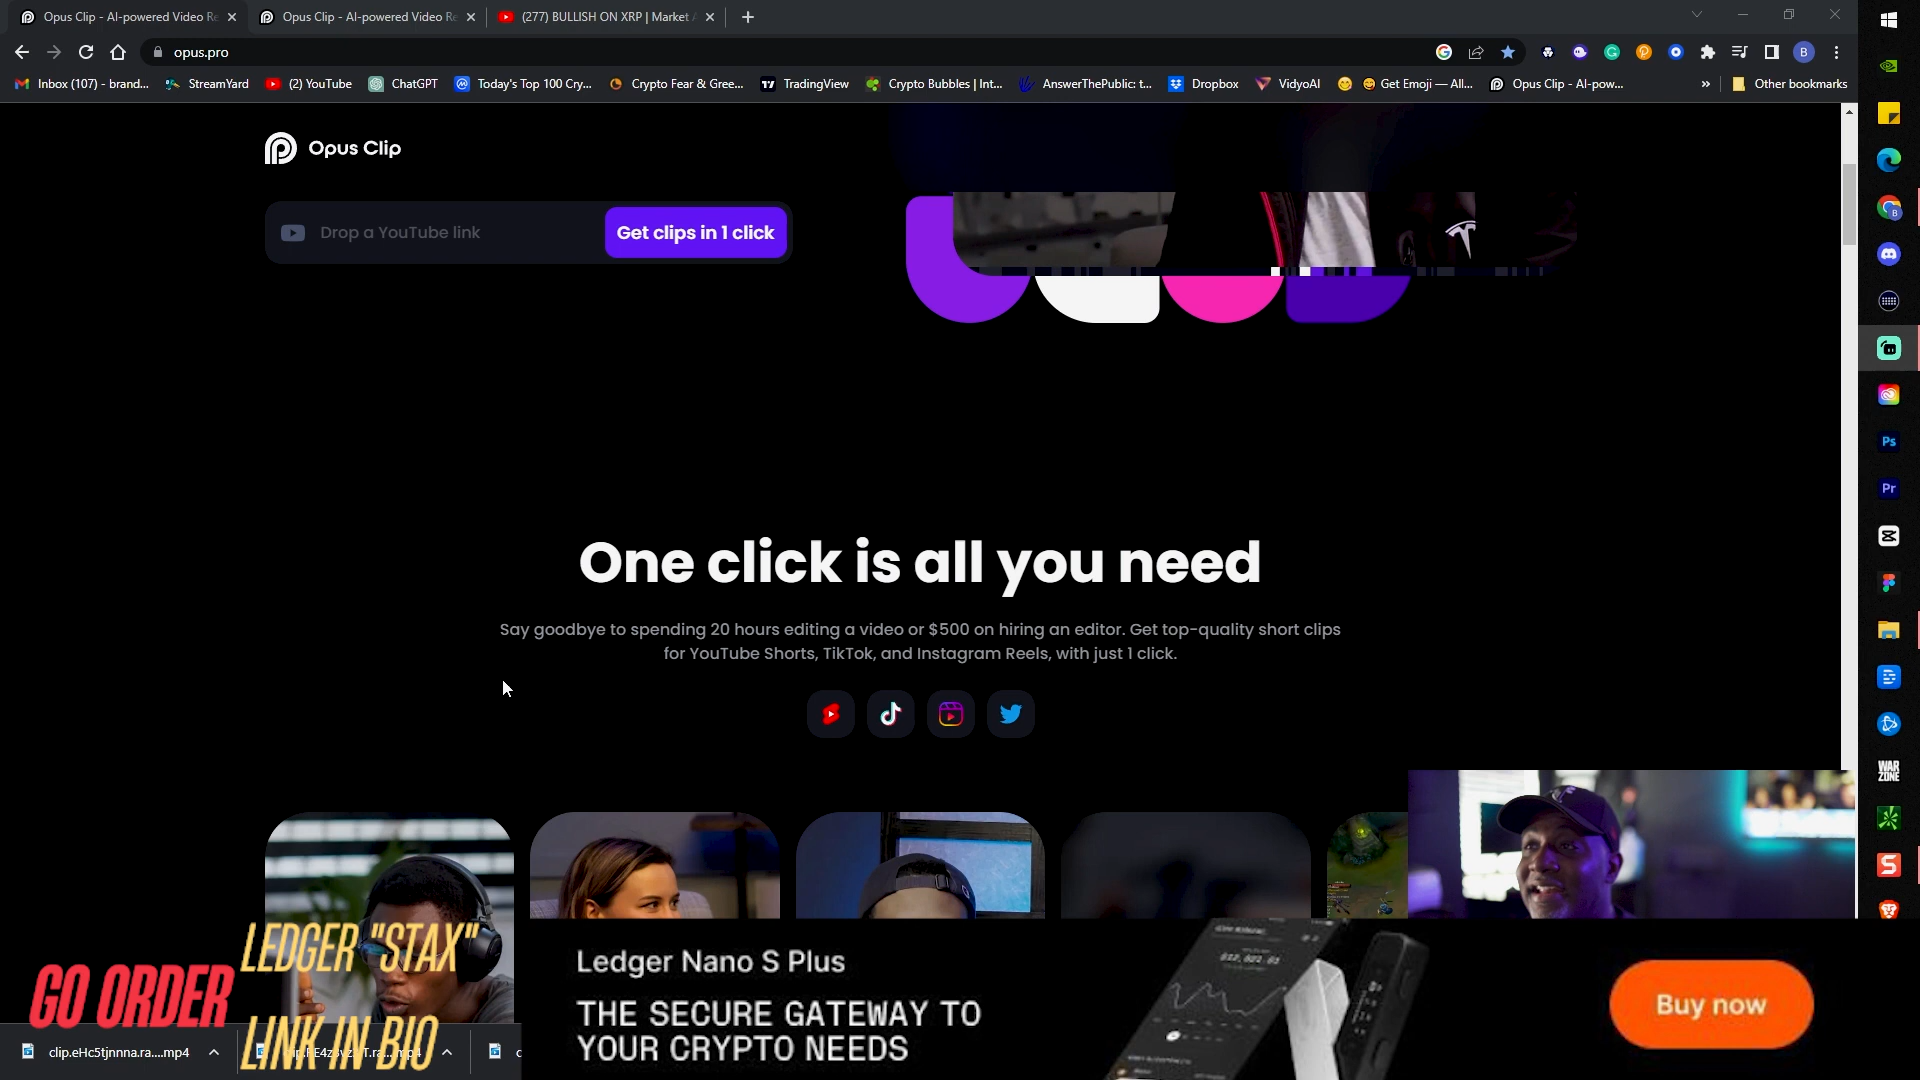 Opus Clip - AI-powered Video Re
Opus Clip - AI-powered Video Re
(277) BULLISH ON XRP | Market A
opus.pro
B
Inbox (107) - brand...
StreamYard
(2) YouTube
ChatGPT
Today's Top 100 Cry...
Crypto Fear & Gree...
TradingView
Crypto Bubbles | Int...
AnswerThePublic: t...
Dropbox
VidyoAI
Get Emoji — All...
Opus Clip - AI-pow...
»
Other bookmarks
Opus Clip
Drop a YouTube link
Get clips in 1 click
One click is all you need
Say goodbye to spending 20 hours editing a video or $500 on hiring an editor. Get top-quality short clips
for YouTube Shorts, TikTok, and Instagram Reels, with just 1 click.
Ps
Pr
WAR
ZONE
LEDGER "STAX"
GO ORDER
LINK IN BIO
Ledger Nano S Plus
THE SECURE GATEWAY TO
YOUR CRYPTO NEEDS
Buy now
clip.eHc5tjnnna.ra....mp4